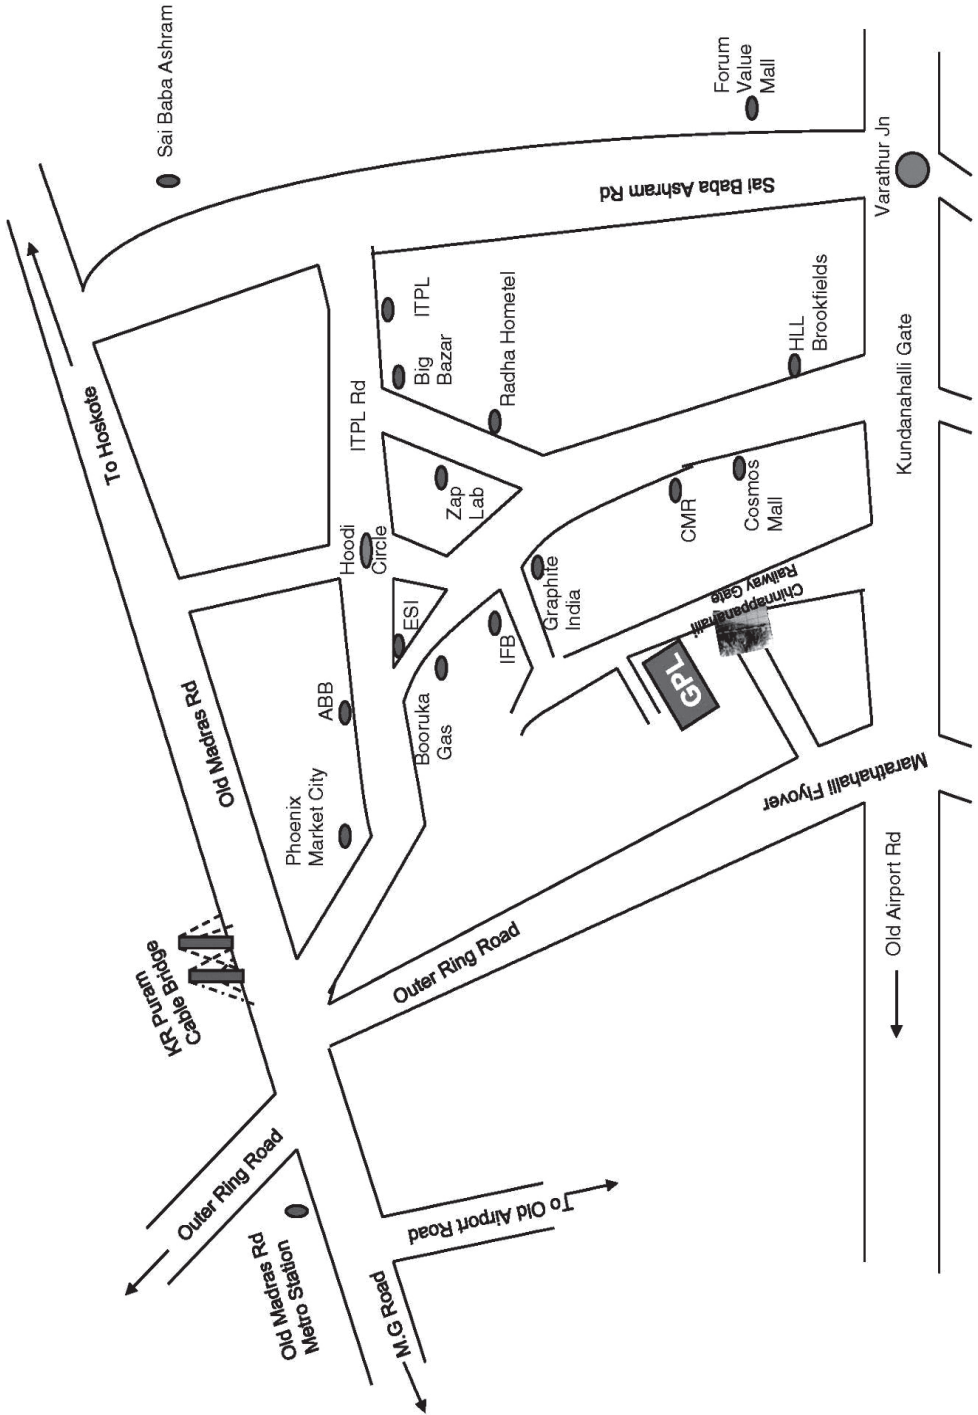 Sai Baba Ashram
Forum
Value
Mall
Varathur Jn
Sai Baba Ashram Rd
To Hoskote
ITPL
Big
Bazar
Radha Hometel
HLL
Brookfields
Kundanahalli Gate
ITPL Rd
Zap
Lab
Hoodi
Circle
CMR
Cosmos
Mall
ESI
Graphite
India
IFB
Chinnappanahalli
Railway Gate
GPL
Old Madras Rd
ABB
Booruka
Gas
Phoenix
Market City
Marathahalli Flyover
Old Airport Rd
KR Puram
Cable Bridge
Outer Ring Road
Outer Ring Road
Old Madras Rd
Metro Station
To Old Airport Road
M.G Road